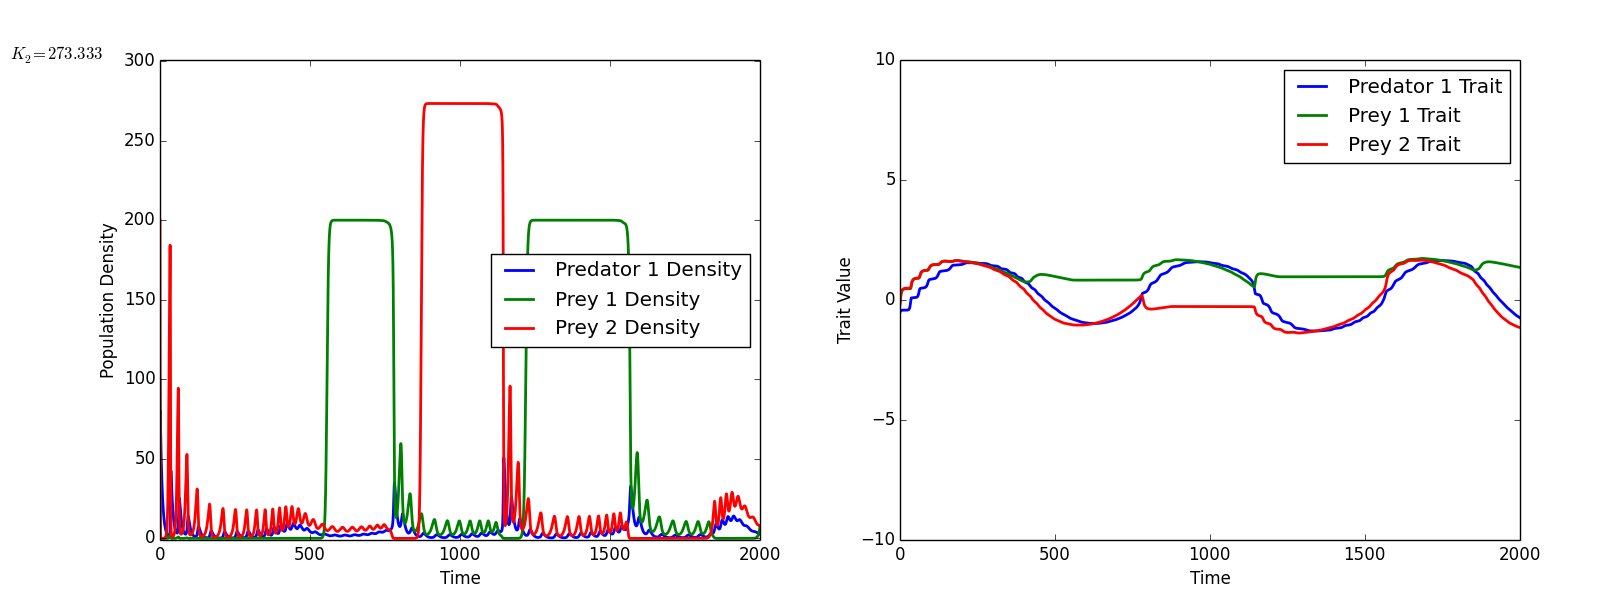 K₂=273.333
300
250
200
150
100
50
0
Population Density
0
500
1000
1500
2000
Time
Predator 1 Density
Prey 1 Density
Prey 2 Density
10
5
0
−5
−10
Trait Value
0
500
1000
1500
2000
Time
Predator 1 Trait
Prey 1 Trait
Prey 2 Trait